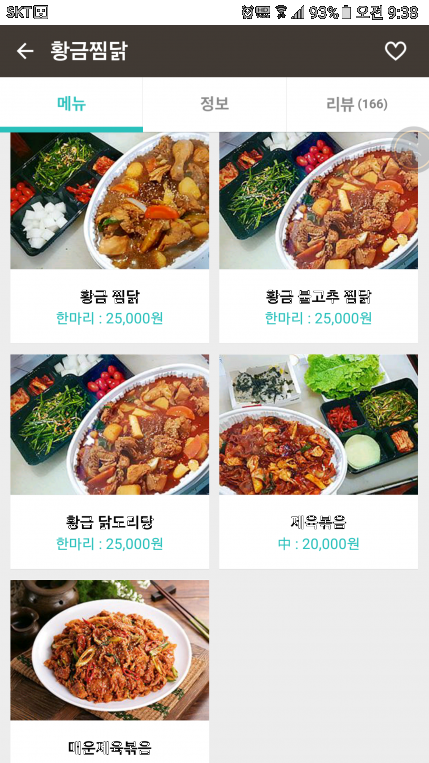 SKT 93% 오전 9:38
황금찜닭
메뉴 정보 리뷰 (166)
황금 찜닭
한마리 : 25,000원
황금 불고추 찜닭
한마리 : 25,000원
황금 닭도리탕
한마리 : 25,000원
제육볶음
中 : 20,000원
매운제육볶음